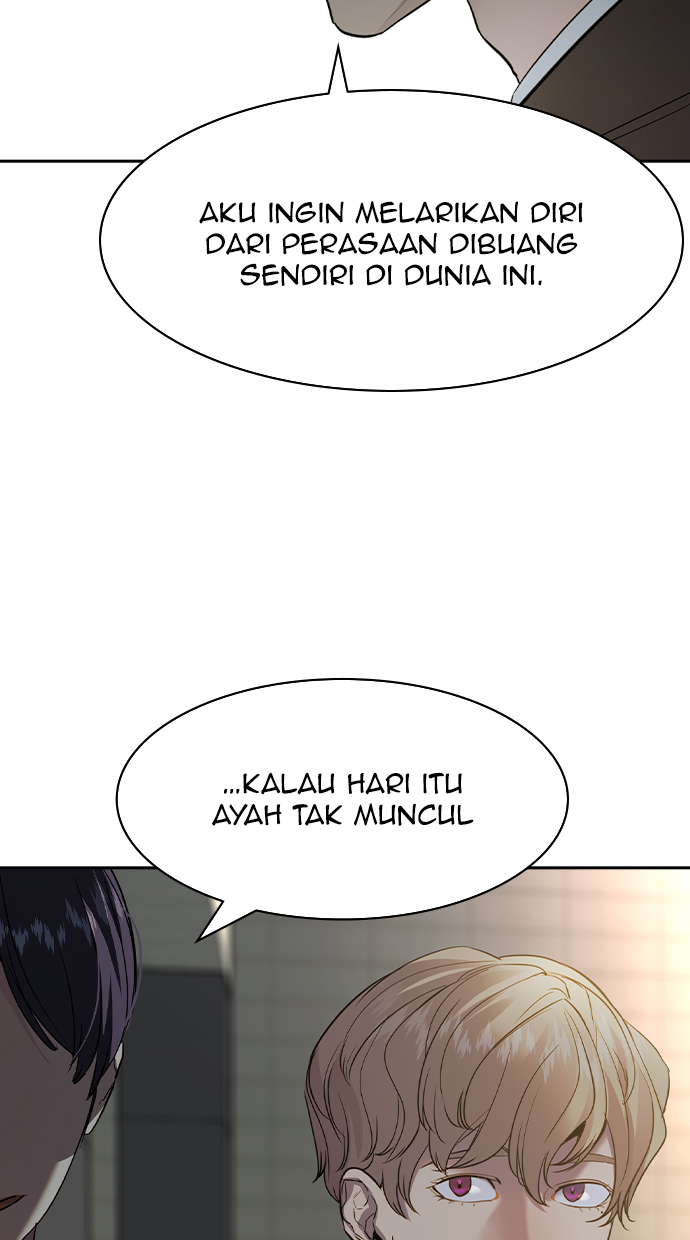 AKU INGIN MELARIKAN DIRI
DARI PERASAAN DIBUANG
SENDIRI DI DUNIA INI.
...KALAU HARI ITU
AYAH TAK MUNCUL